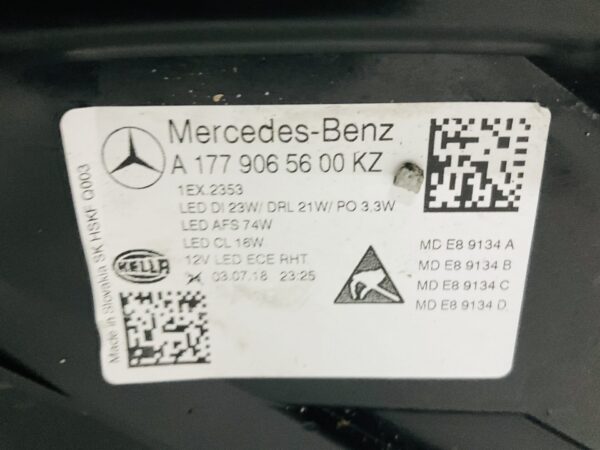 Mercedes-Benz
A 177 906 56 00 KZ
1EX.2353
LED DI 23W/ DRL 21W/ PO 3.3W
LED AFS 74W
LED CL 16W
12V LED ECE RHT
03.07.18 23:25
HELLA
MD E8 9134 A
MD E8 9134 B
MD E8 9134 C
MD E8 9134 D
Made in Slovakia SK HSKF Q003